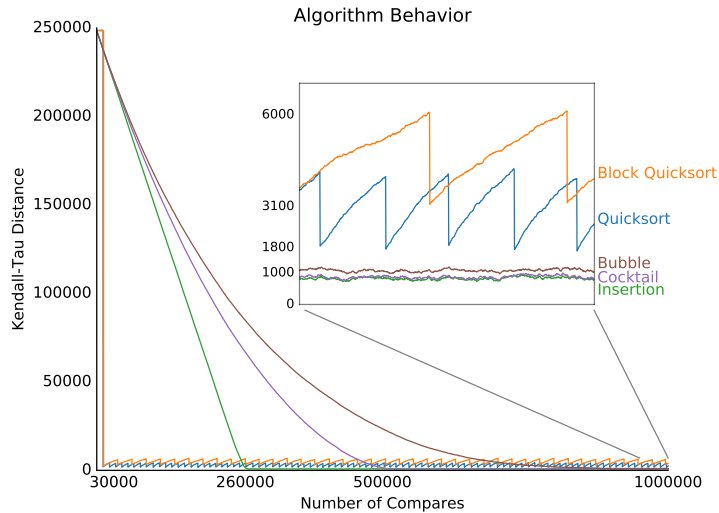 Algorithm Behavior
250000
200000
150000
100000
50000
0
Kendall-Tau Distance
6000
3100
1800
1000
0
Block Quicksort
Quicksort
Bubble
Cocktail
Insertion
30000 260000 500000 1000000
Number of Compares